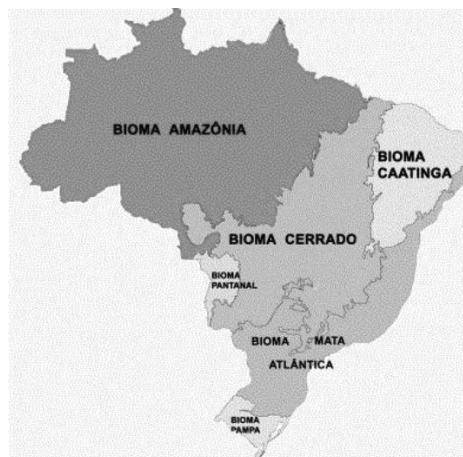 BIOMA AMAZÔNIA
BIOMA
CAATINGA
BIOMA CERRADO
BIOMA
PANTANAL
BIOMA MATA
ATLÂNTICA
BIOMA
PAMPA